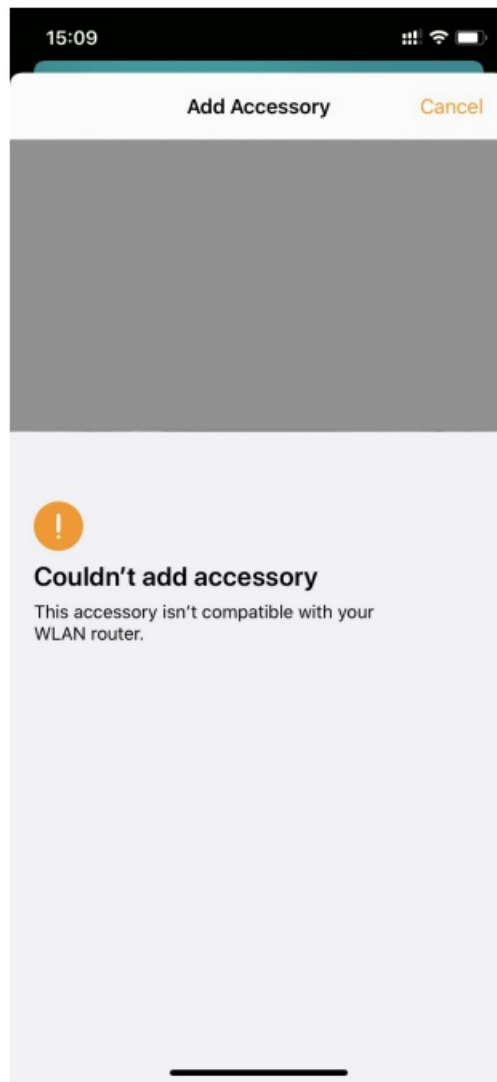 15:09
Add Accessory Cancel
!
Couldn't add accessory
This accessory isn't compatible with your
WLAN router.